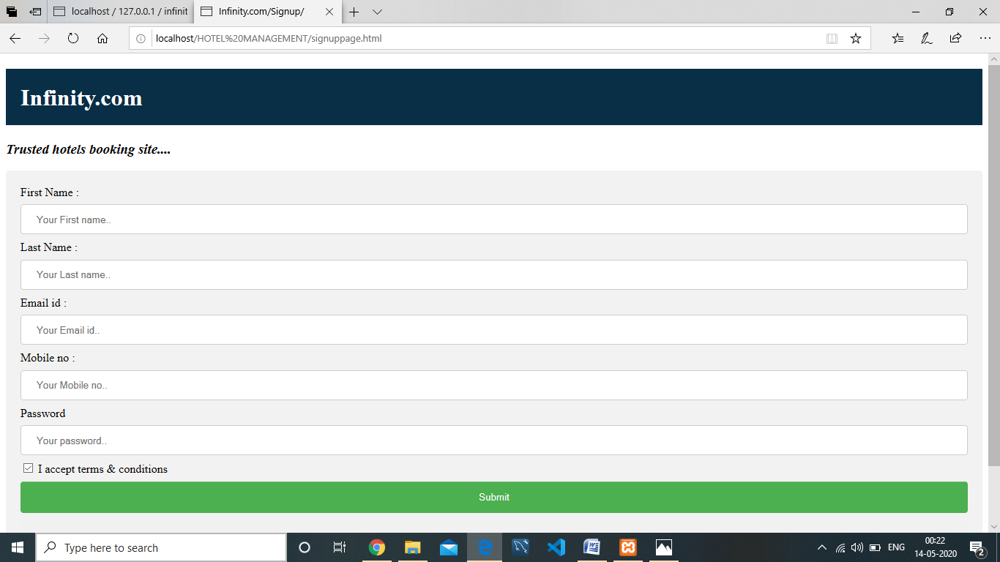 localhost / 127.0.0.1 / infinit
Infinity.com/Signup/
localhost/HOTEL%20MANAGEMENT/signuppage.html
Infinity.com
Trusted hotels booking site....
First Name :
Your First name..
Last Name :
Your Last name..
Email id :
Your Email id..
Mobile no :
Your Mobile no..
Password
Your password..
I accept terms & conditions
Submit
Type here to search
ENG
00:22
14-05-2020
2